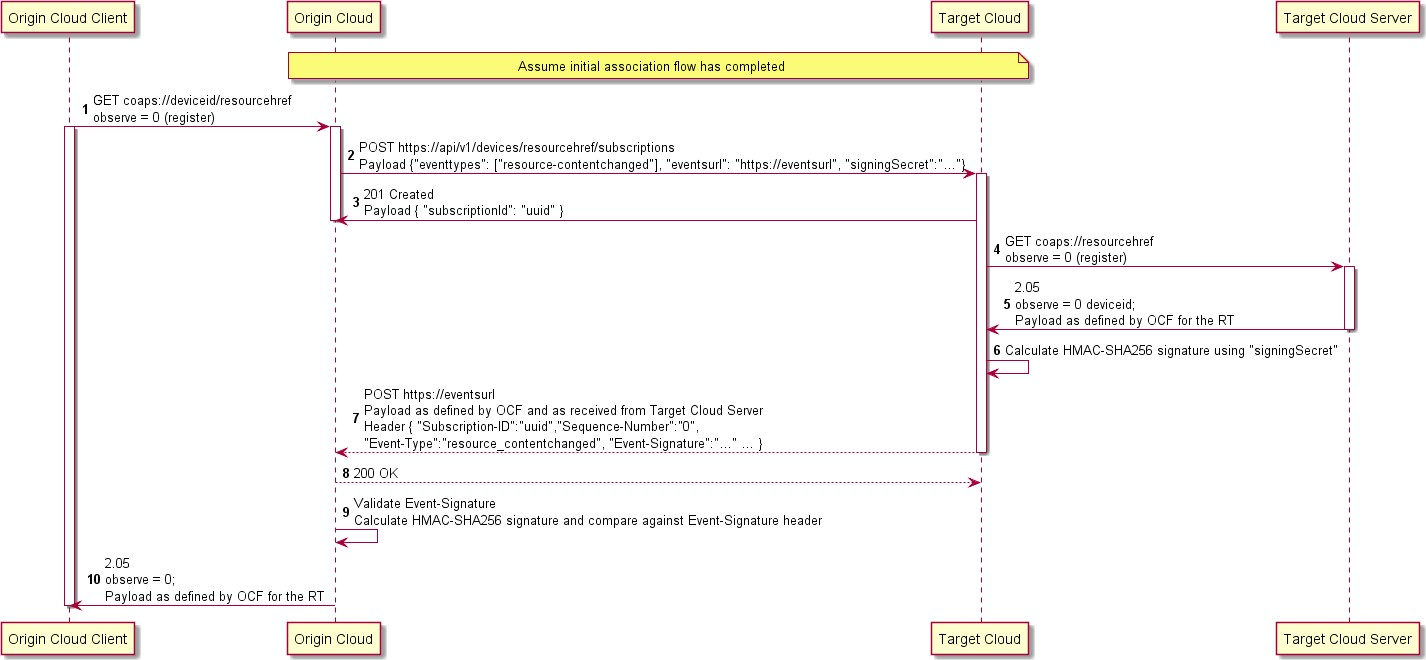 Origin Cloud Client
Origin Cloud
Target Cloud
Target Cloud Server
Assume initial association flow has completed
1 GET coaps://deviceid/resourcehref
observe = 0 (register)
2 POST https://api/v1/devices/resourcehref/subscriptions
Payload {"eventtypes": ["resource-contentchanged"], "eventsurl": "https://eventsurl", "signingSecret":"..."}
3 201 Created
Payload { "subscriptionId": "uuid" }
4 GET coaps://resourcehref
observe = 0 (register)
2.05
5 observe = 0 deviceid;
Payload as defined by OCF for the RT
6 Calculate HMAC-SHA256 signature using "signingSecret"
POST https://eventsurl
Payload as defined by OCF and as received from Target Cloud Server
7 Header { "Subscription-ID":"uuid","Sequence-Number":"0",
"Event-Type":"resource_contentchanged", "Event-Signature":"..." ... }
8 200 OK
9 Validate Event-Signature
Calculate HMAC-SHA256 signature and compare against Event-Signature header
2.05
10 observe = 0;
Payload as defined by OCF for the RT
Origin Cloud Client
Origin Cloud
Target Cloud
Target Cloud Server